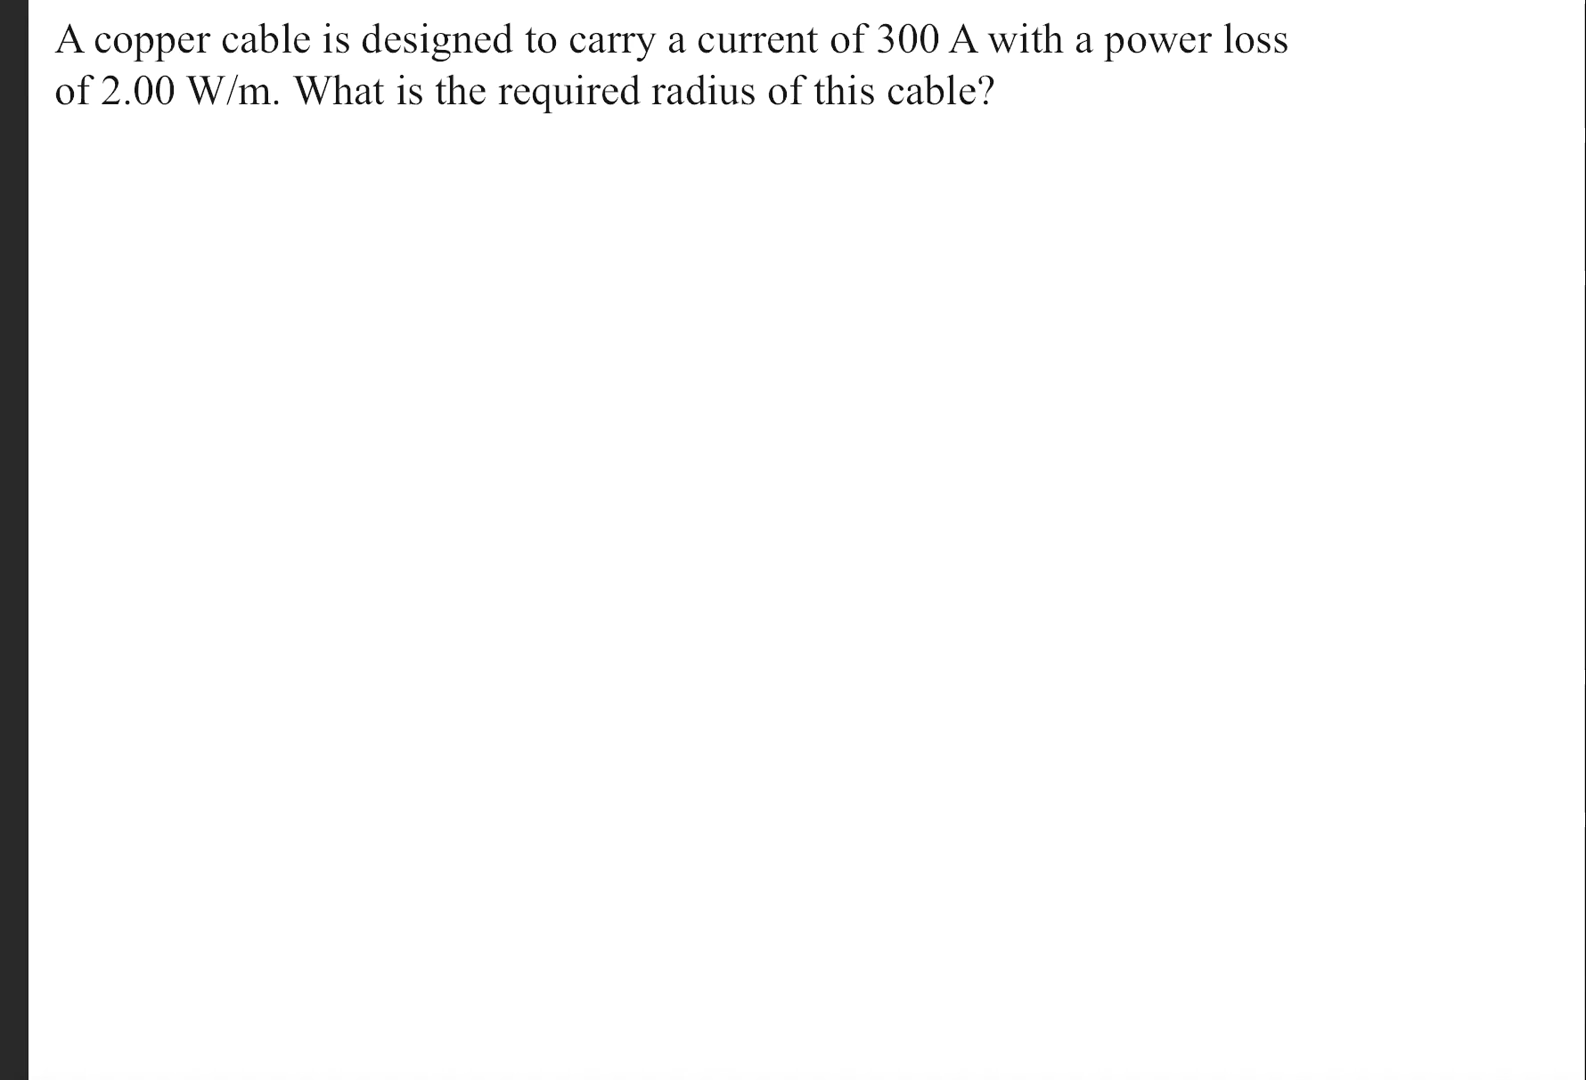 A copper cable is designed to carry a current of 300 A with a power loss
of 2.00 W/m. What is the required radius of this cable?